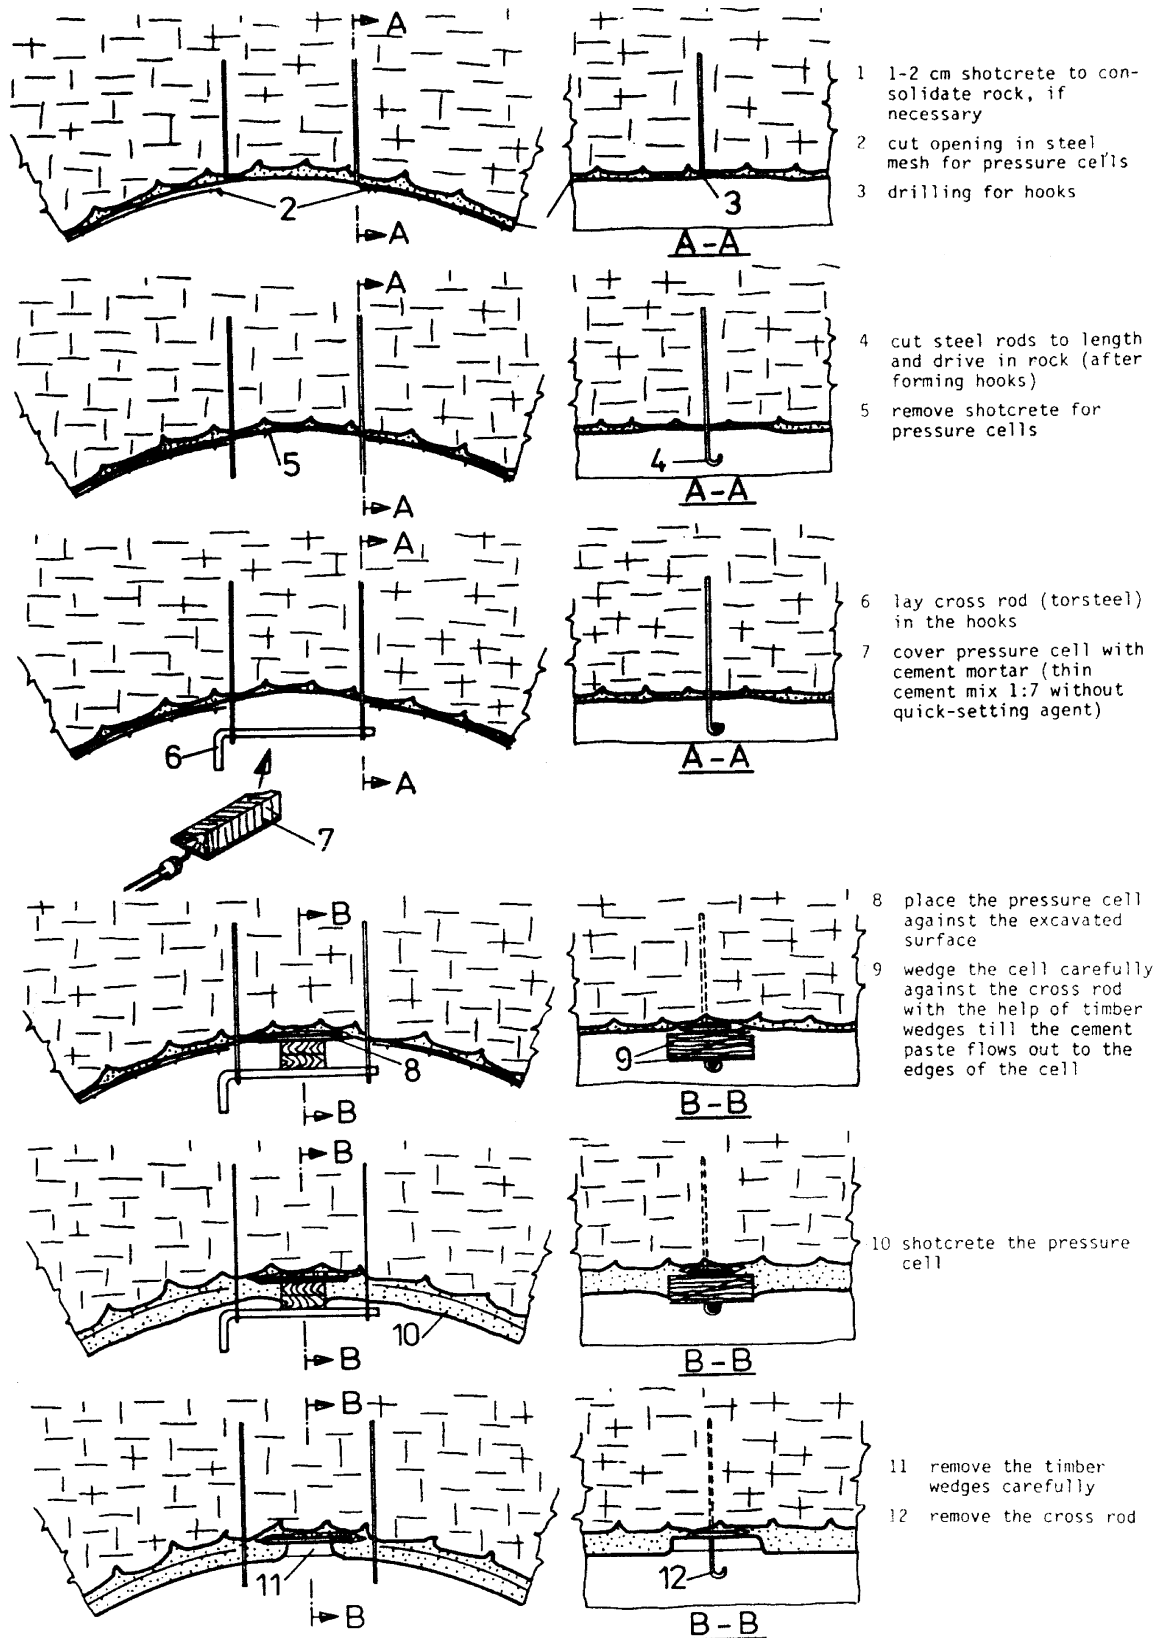 A
1 1-2 cm shotcrete to con-
solidate rock, if
necessary
2 cut opening in steel
mesh for pressure cells
3 drilling for hooks
2
3
A
A-A
A
4 cut steel rods to length
and drive in rock (after
forming hooks)
5 remove shotcrete for
pressure cells
5
4
A
A-A
A
6 lay cross rod (torsteel)
in the hooks
7 cover pressure cell with
cement mortar (thin
cement mix 1:7 without
quick-setting agent)
6
A
A-A
7
B
8 place the pressure cell
against the excavated
surface
9 wedge the cell carefully
against the cross rod
with the help of timber
wedges till the cement
paste flows out to the
edges of the cell
8
9
B
B-B
B
10 shotcrete the pressure
cell
10
B
B-B
B
11 remove the timber
wedges carefully
12 remove the cross rod
11
12
B
B-B